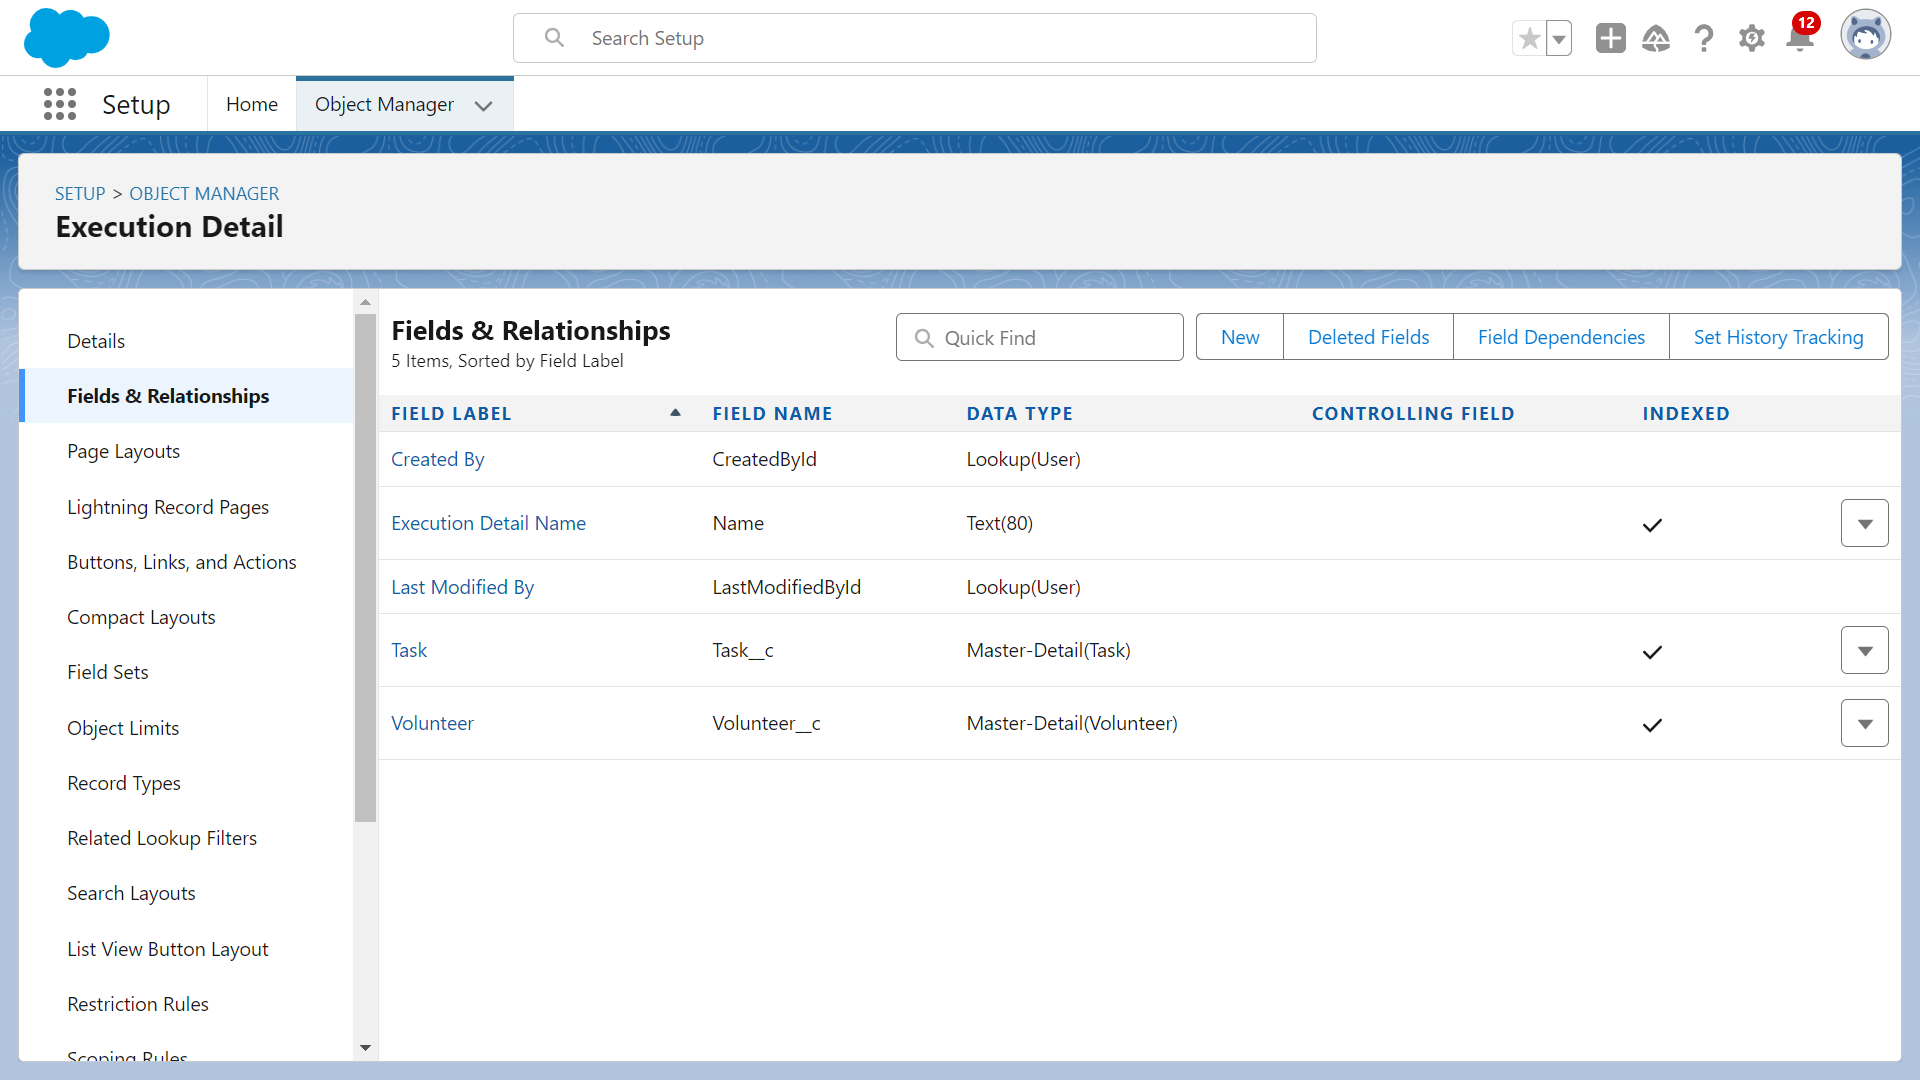 Search Setup
12
Setup
Home
Object Manager
SETUP > OBJECT MANAGER
Execution Detail
Details
Fields & Relationships
Page Layouts
Lightning Record Pages
Buttons, Links, and Actions
Compact Layouts
Field Sets
Object Limits
Record Types
Related Lookup Filters
Search Layouts
List View Button Layout
Restriction Rules
Scoping Rules
Fields & Relationships
5 Items, Sorted by Field Label
Quick Find
New
Deleted Fields
Field Dependencies
Set History Tracking
FIELD LABEL FIELD NAME DATA TYPE CONTROLLING FIELD INDEXED
Created By CreatedById Lookup(User)
Execution Detail Name Name Text(80)
Last Modified By LastModifiedById Lookup(User)
Task Task__c Master-Detail(Task)
Volunteer Volunteer__c Master-Detail(Volunteer)